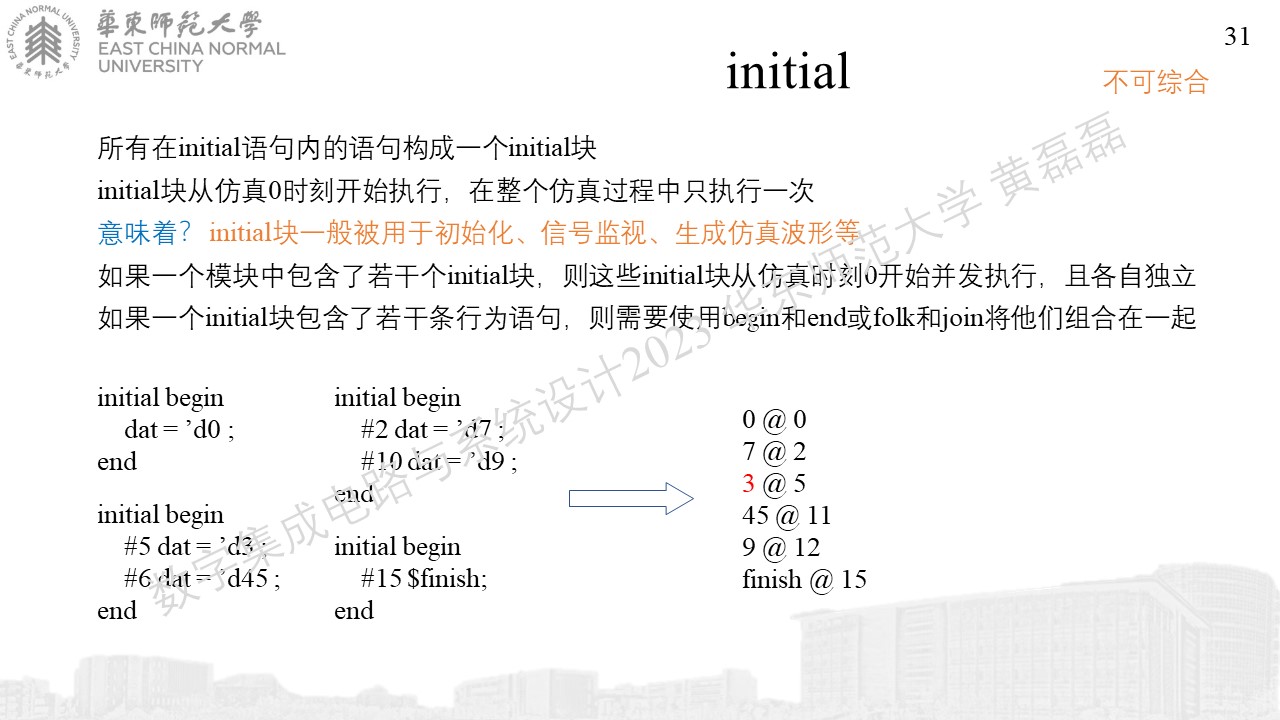 華東師範大學
EAST CHINA NORMAL
UNIVERSITY
EAST CHINA NORMAL UNIVERSITY
華東師范大學
31
initial
不可综合
所有在initial语句内的语句构成一个initial块
initial块从仿真0时刻开始执行，在整个仿真过程中只执行一次
意味着？ initial块一般被用于初始化、信号监视、生成仿真波形等
如果一个模块中包含了若干个initial块，则这些initial块从仿真时刻0开始并发执行，且各自独立
如果一个initial块包含了若干条行为语句，则需要使用begin和end或folk和join将他们组合在一起
initial begin
dat = ’d0 ;
end
initial begin
#5 dat = ’d3 ;
#6 dat = ’d45 ;
end
initial begin
#2 dat = ’d7 ;
#10 dat = ’d9 ;
end
initial begin
#15 $finish;
end
0 @ 0
7 @ 2
3 @ 5
45 @ 11
9 @ 12
finish @ 15
数字集成电路与系统设计2023 华东师范大学 黄磊磊